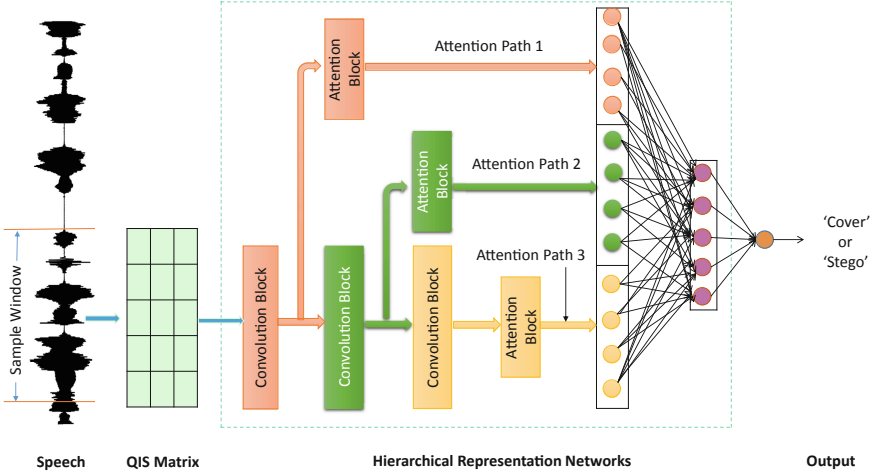 Attention Path 1
Attention
Block
Attention Path 2
Attention
Block
Attention Path 3
Attention
Block
Sample Window
Convolution Block
Convolution Block
Convolution Block
'Cover'
or
'Stego'
Speech
QIS Matrix
Hierarchical Representation Networks
Output